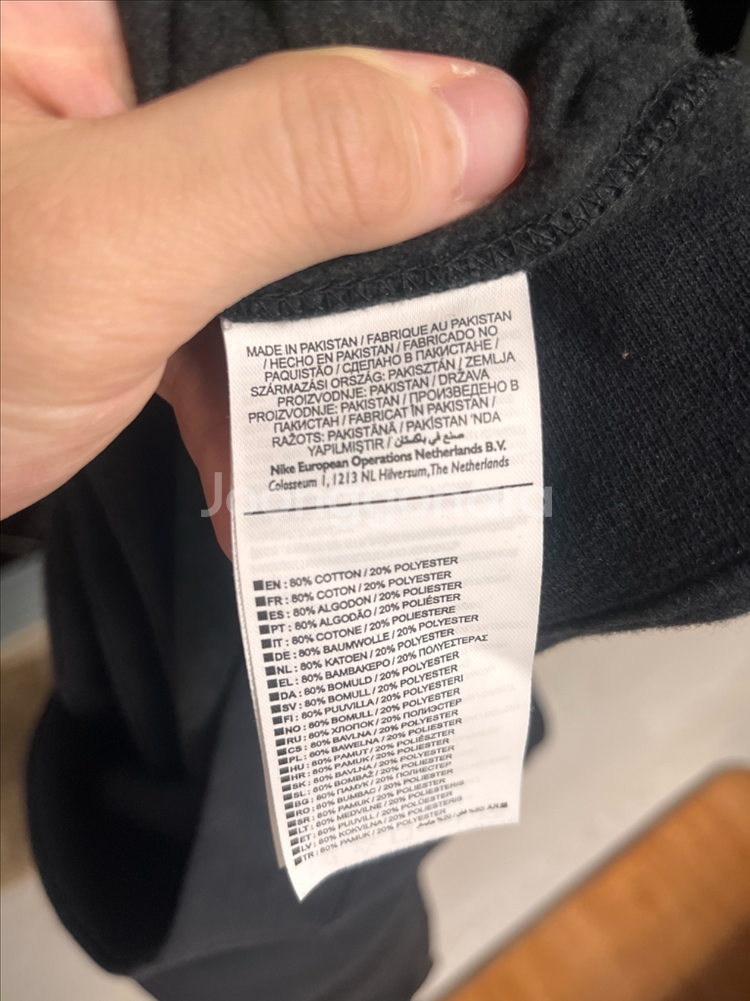 MADE IN PAKISTAN / FABRIQUE AU PAKISTAN
/ HECHO EN PAKISTAN / FABRICADO NO
PAQUISTÃO / СДЕЛАНО В ПАКИСТАНЕ /
SZÁRMAZÁSI ORSZÁG: PAKISZTÁN / ZEMLJA
PROIZVODNJE: PAKISTAN / DRŽAVA
PROIZVODNJE: PAKISTAN / ПРОИЗВЕДЕНО В
ПАКИСТАН / FABRICAT ÎN PAKISTAN /
RAŽOTS: PAKISTĀNĀ / PAKİSTAN 'NDA
YAPILMIŞTIR / صنع في باكستان
Nike European Operations Netherlands B.V.
Colosseum 1, 1213 NL Hilversum, The Netherlands
Joonggonara
EN : 80% COTTON / 20% POLYESTER
FR : 80% COTON / 20% POLYESTER
ES : 80% ALGODON / 20% POLIÉSTER
PT : 80% ALGODÃO / 20% POLIÉSTER
IT : 80% COTONE / 20% POLIESTERE
DE : 80% BAUMWOLLE / 20% POLYESTER
NL : 80% KATOEN / 20% POLYESTER
EL : 80% ΒΑΜΒΑΚΕΡΟ / 20% ΠΟΛΥΕΣΤΕΡΑΣ
DA : 80% BOMULD / 20% POLYESTER
SV : 80% BOMULL / 20% POLYESTER
FI : 80% PUUVILLA / 20% POLYESTERI
NO : 80% BOMULL / 20% POLYESTER
RU : 80% ХЛОПОК / 20% ПОЛИЭСТЕР
CS : 80% BAVLNA / 20% POLYESTER
PL : 80% BAWEŁNA / 20% POLYESTER
HU : 80% PAMUT / 20% POLIÉSZTER
HR : 80% PAMUK / 20% POLIESTER
SK : 80% BAVLNA / 20% POLYESTER
SL : 80% BOMBAŽ / 20% POLIESTER
BG : 80% ПАМУК / 20% ПОЛИЕСТЕР
RO : 80% BUMBAC / 20% POLIESTER
SR : 80% PAMUK / 20% POLIESTER
LT : 80% MEDVILNĖ / 20% POLIESTERIS
ET : 80% PUUVILL / 20% POLÜESTER
LV : 80% KOKVILNA / 20% POLIESTERIS
TR : 80% PAMUK / 20% POLYESTER